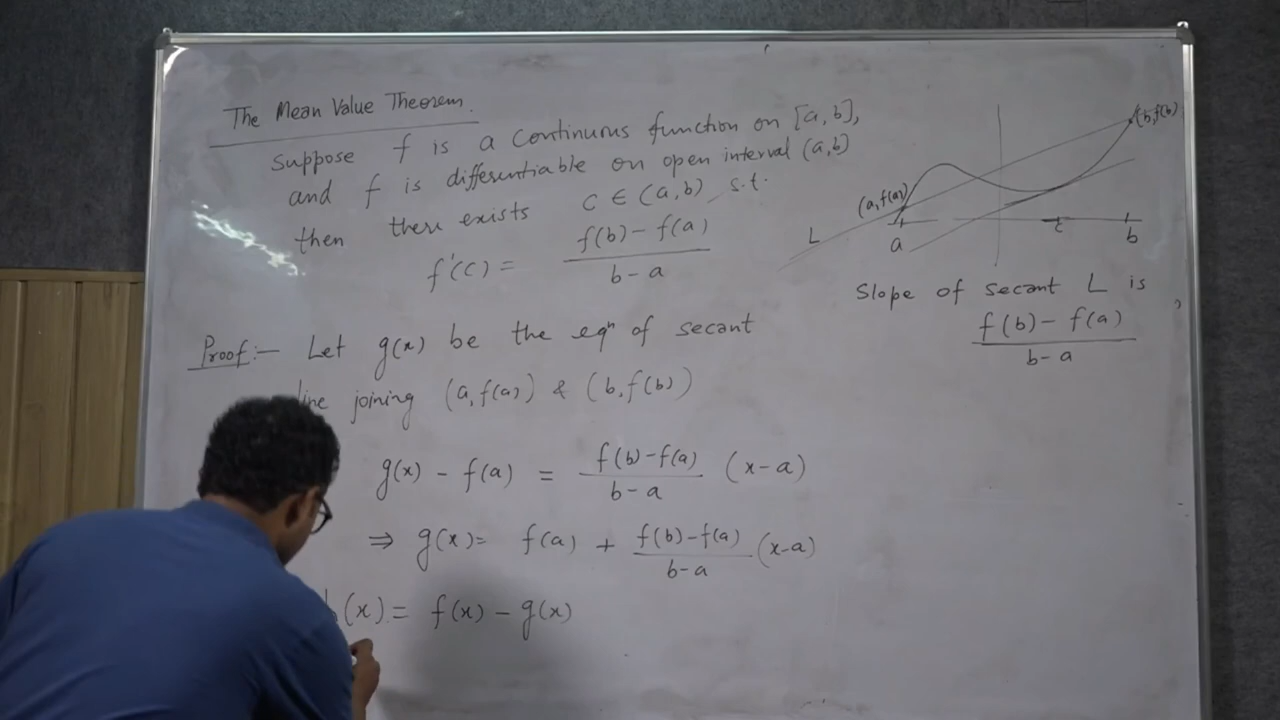 The Mean Value Theorem.
Suppose f is a continuous function on [a,b],
and f is differentiable on open interval (a,b)
then there exists c ∈ (a,b), s.t.
f'(c) = f(b) - f(a) / b - a
Proof:- Let g(x) be the eqⁿ of secant
line joining (a,f(a)) & (b,f(b))
g(x) - f(a) = f(b)-f(a) / b-a (x-a)
⇒ g(x) = f(a) + f(b)-f(a) / b-a (x-a)
h(x) = f(x) - g(x)
(b,f(b))
(a,f(a))
L
a
c
b
Slope of secant L is
f(b) - f(a) / b-a